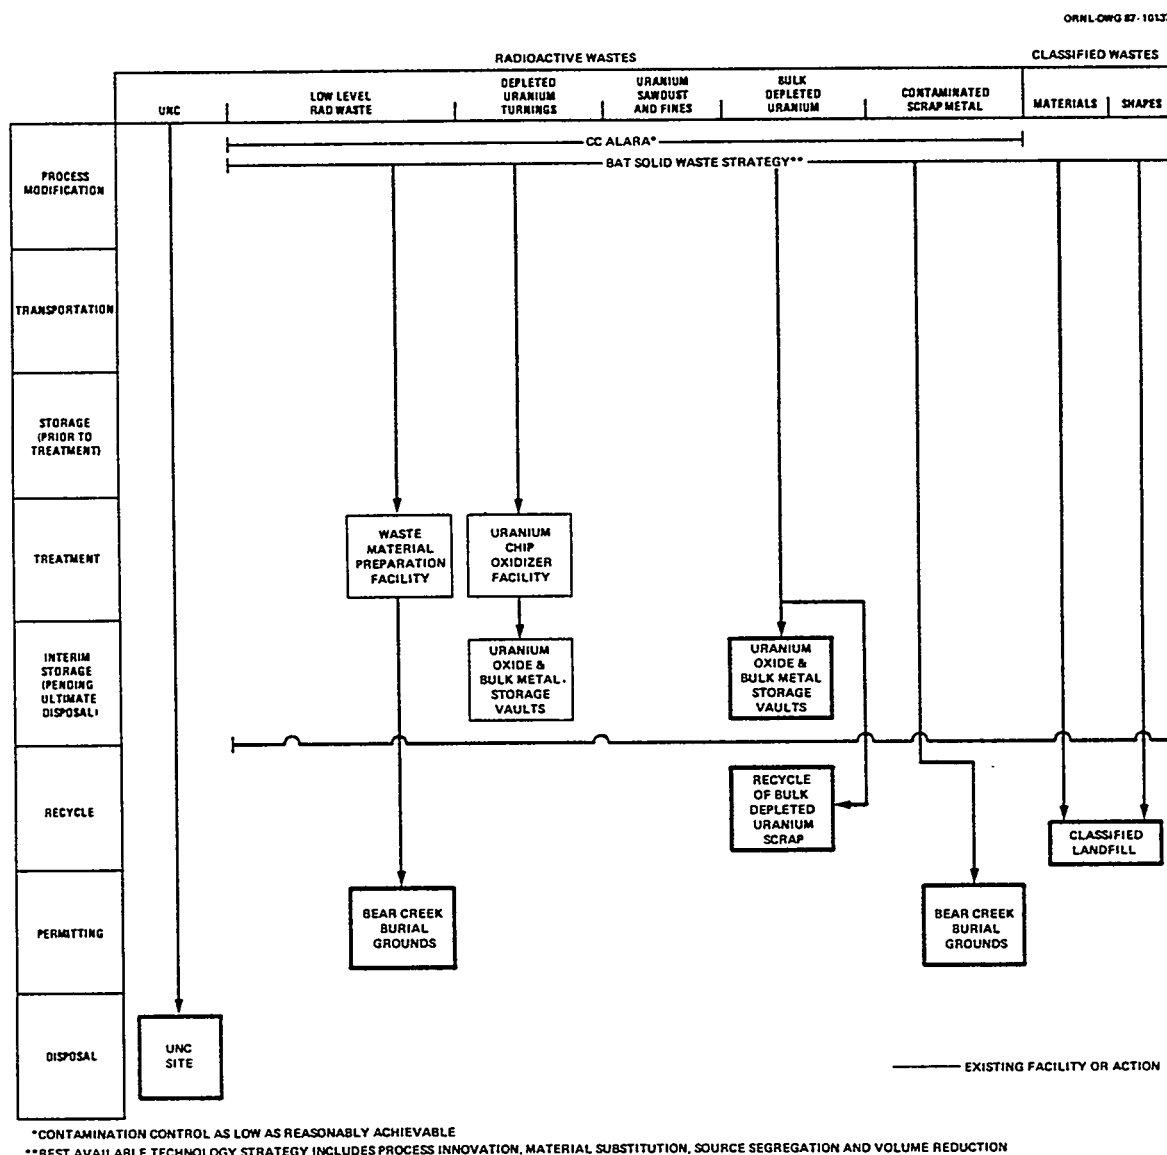 RADIOACTIVE WASTES
CLASSIFIED WASTES
UNC
LOW LEVEL
RAD WASTE
DEPLETED
URANIUM
TURNINGS
URANIUM
SAWDUST
AND FINES
BULK
DEPLETED
URANIUM
CONTAMINATED
SCRAP METAL
MATERIALS
SHAPES
CC ALARA*
BAT SOLID WASTE STRATEGY**
PROCESS
MODIFICATION
TRANSPORTATION
STORAGE
(PRIOR TO
TREATMENT)
TREATMENT
WASTE
MATERIAL
PREPARATION
FACILITY
URANIUM
CHIP
OXIDIZER
FACILITY
INTERIM
STORAGE
(PENDING
ULTIMATE
DISPOSAL)
URANIUM
OXIDE &
BULK METAL
STORAGE
VAULTS
URANIUM
OXIDE &
BULK METAL
STORAGE
VAULTS
RECYCLE
RECYCLE
OF BULK
DEPLETED
URANIUM
SCRAP
CLASSIFIED
LANDFILL
PERMITTING
BEAR CREEK
BURIAL
GROUNDS
BEAR CREEK
BURIAL
GROUNDS
DISPOSAL
UNC
SITE
EXISTING FACILITY OR ACTION
*CONTAMINATION CONTROL AS LOW AS REASONABLY ACHIEVABLE
**BEST AVAILABLE TECHNOLOGY STRATEGY INCLUDES PROCESS INNOVATION, MATERIAL SUBSTITUTION, SOURCE SEGREGATION AND VOLUME REDUCTION